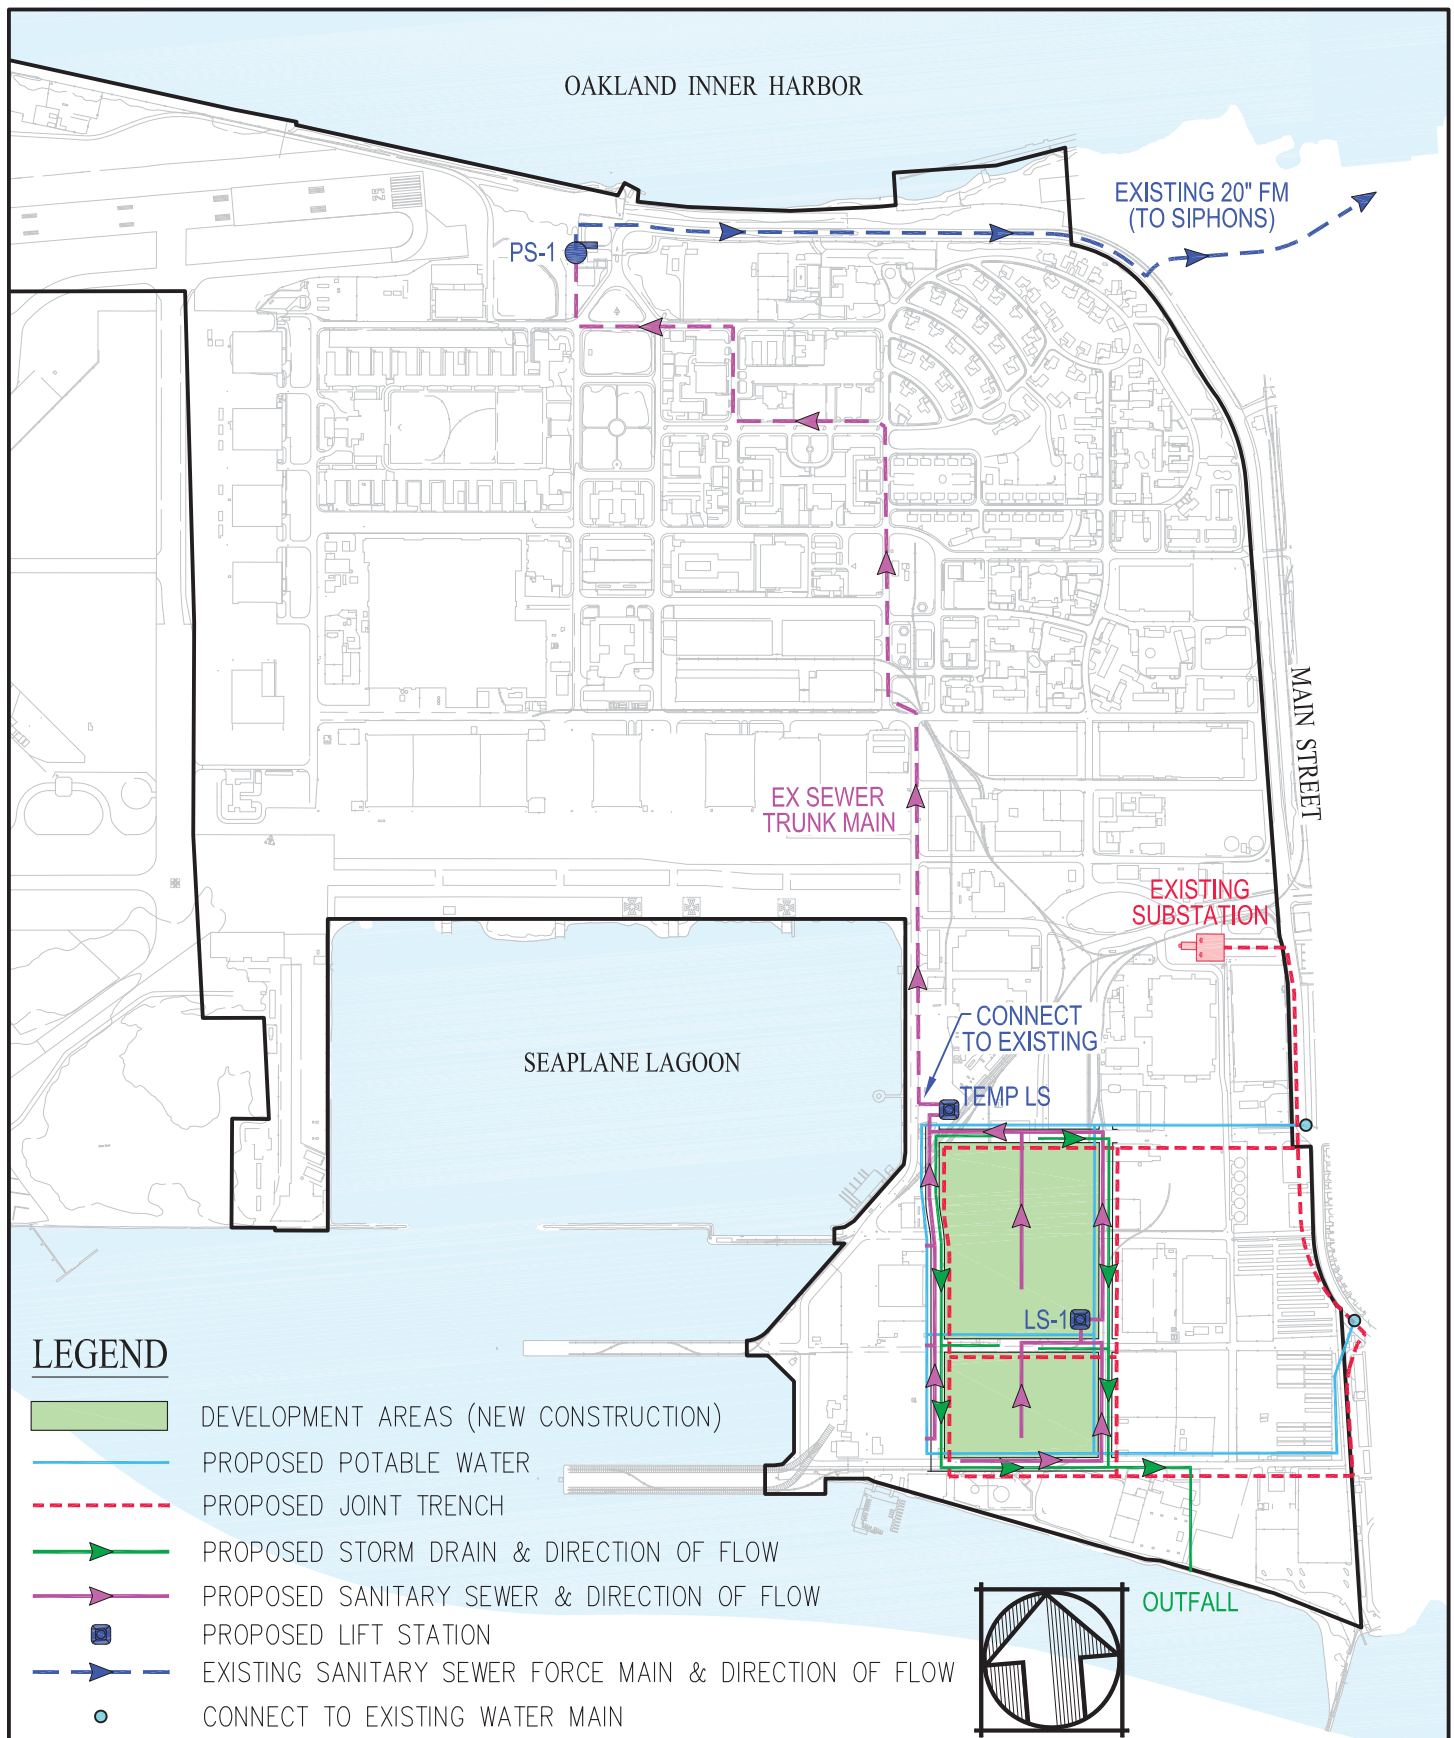 OAKLAND INNER HARBOR
EXISTING 20" FM
(TO SIPHONS)
PS-1
MAIN STREET
EX SEWER
TRUNK MAIN
EXISTING
SUBSTATION
CONNECT
TO EXISTING
SEAPLANE LAGOON
TEMP LS
LS-1
LEGEND
DEVELOPMENT AREAS (NEW CONSTRUCTION)
PROPOSED POTABLE WATER
PROPOSED JOINT TRENCH
PROPOSED STORM DRAIN & DIRECTION OF FLOW
PROPOSED SANITARY SEWER & DIRECTION OF FLOW
PROPOSED LIFT STATION
EXISTING SANITARY SEWER FORCE MAIN & DIRECTION OF FLOW
CONNECT TO EXISTING WATER MAIN
OUTFALL